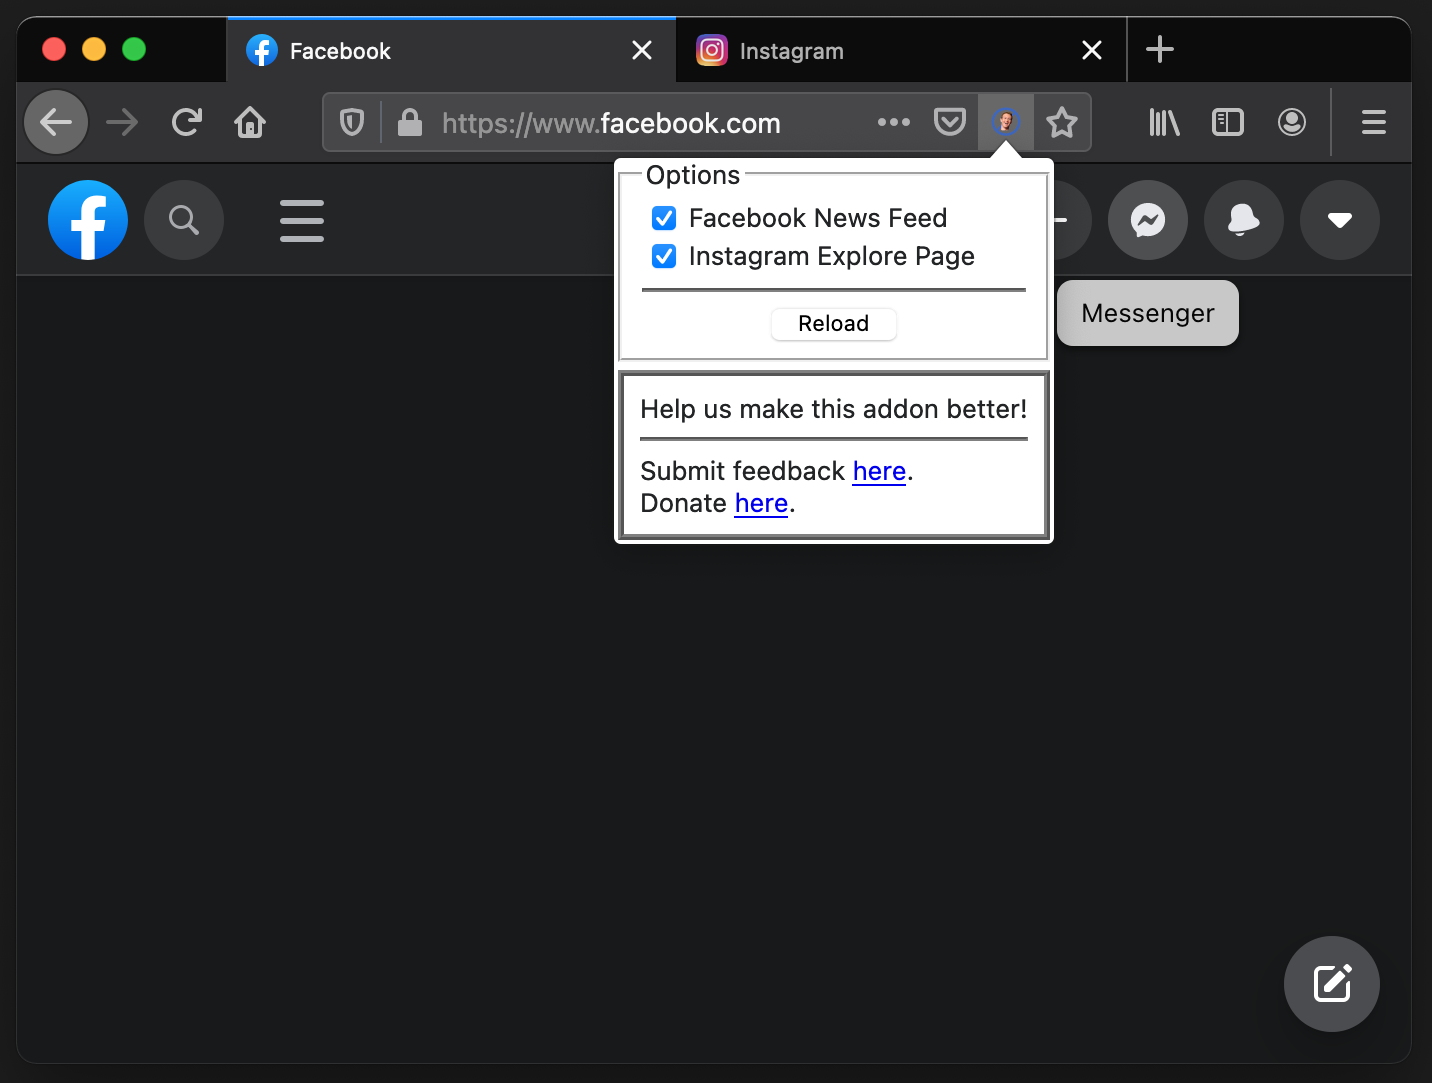 Facebook
Instagram
https://www.facebook.com
Options
Facebook News Feed
Instagram Explore Page
Reload
Messenger
Help us make this addon better!
Submit feedback here.
Donate here.